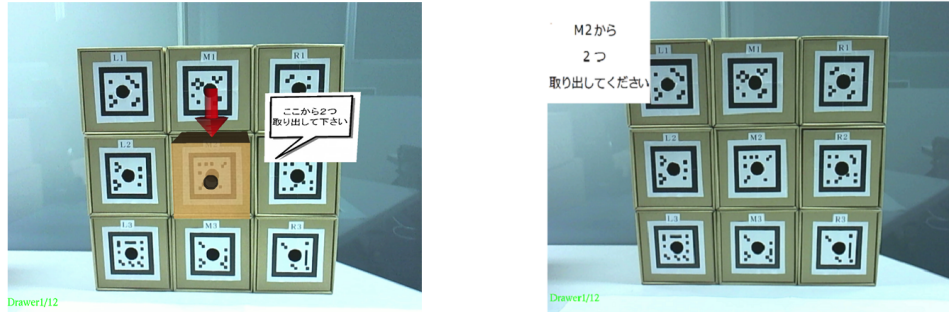 L1
M1
R1
ここから2つ
取り出して下さい
L2
L3
M3
R3
Drawer1/12
M2から
2つ
取り出してください
L1
M1
R1
L2
M2
R2
L3
M3
R3
Drawer1/12